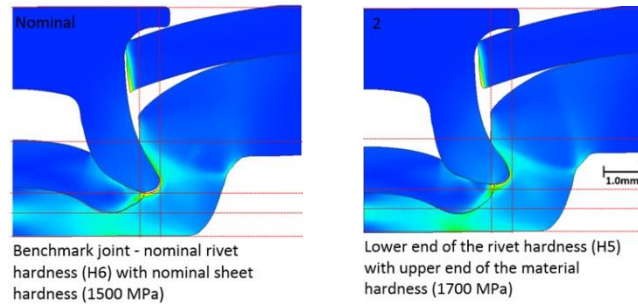 Nominal
Benchmark joint - nominal rivet
hardness (H6) with nominal sheet
hardness (1500 MPa)
2
1.0mm
Lower end of the rivet hardness (H5)
with upper end of the material
hardness (1700 MPa)